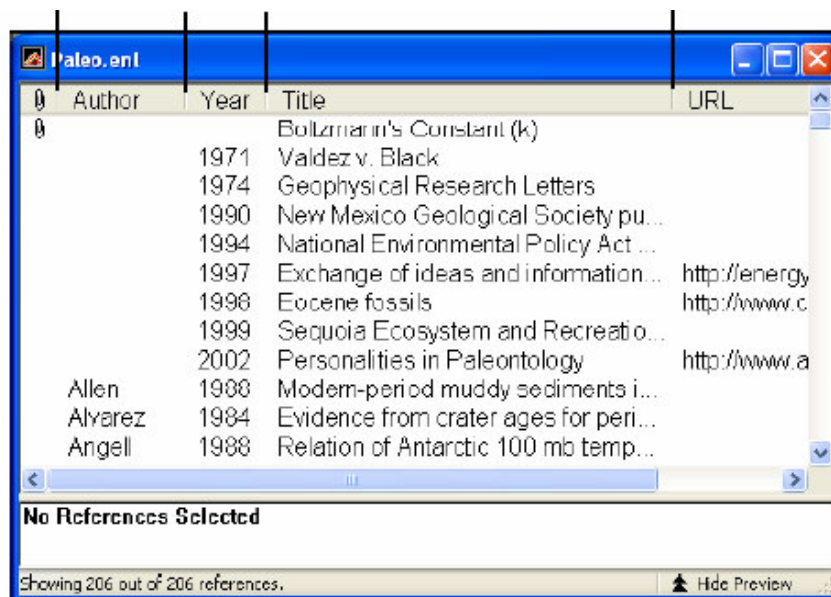 Paleo.enl
Author Year Title URL
Boltzmann's Constant (k)
1971 Valdez v. Black
1974 Geophysical Research Letters
1990 New Mexico Geological Society pu...
1994 National Environmental Policy Act ...
1997 Exchange of ideas and information... http://energy
1998 Eocene fossils http://www.c
1999 Sequoia Ecosystem and Recreatio...
2002 Personalities in Paleontology http://www.a
Allen 1988 Modern-period muddy sediments i...
Alvarez 1984 Evidence from crater ages for peri...
Angell 1988 Relation of Antarctic 100 mb temp...
No References Selected
Showing 206 out of 206 references. Hide Preview